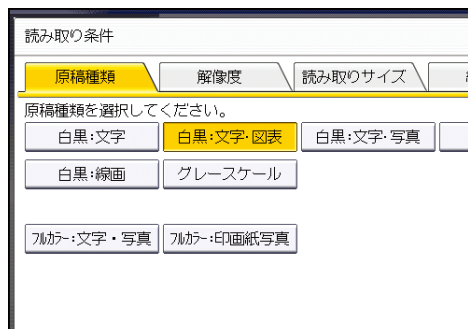 読み取り条件
原稿種類 解像度 読み取りサイズ
原稿種類を選択してください。
白黒:文字 白黒:文字･図表 白黒:文字･写真
白黒:線画 グレースケール
ﾌﾙｶﾗｰ:文字・写真 ﾌﾙｶﾗｰ:印画紙写真